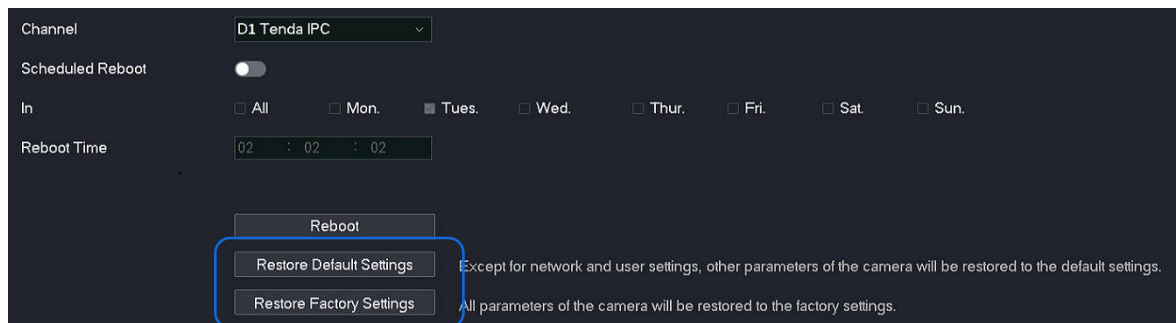 Channel D1 Tenda IPC
Scheduled Reboot
In All Mon. Tues. Wed. Thur. Fri. Sat. Sun.
Reboot Time 02 : 02 : 02
Reboot
Restore Default Settings Except for network and user settings, other parameters of the camera will be restored to the default settings.
Restore Factory Settings All parameters of the camera will be restored to the factory settings.